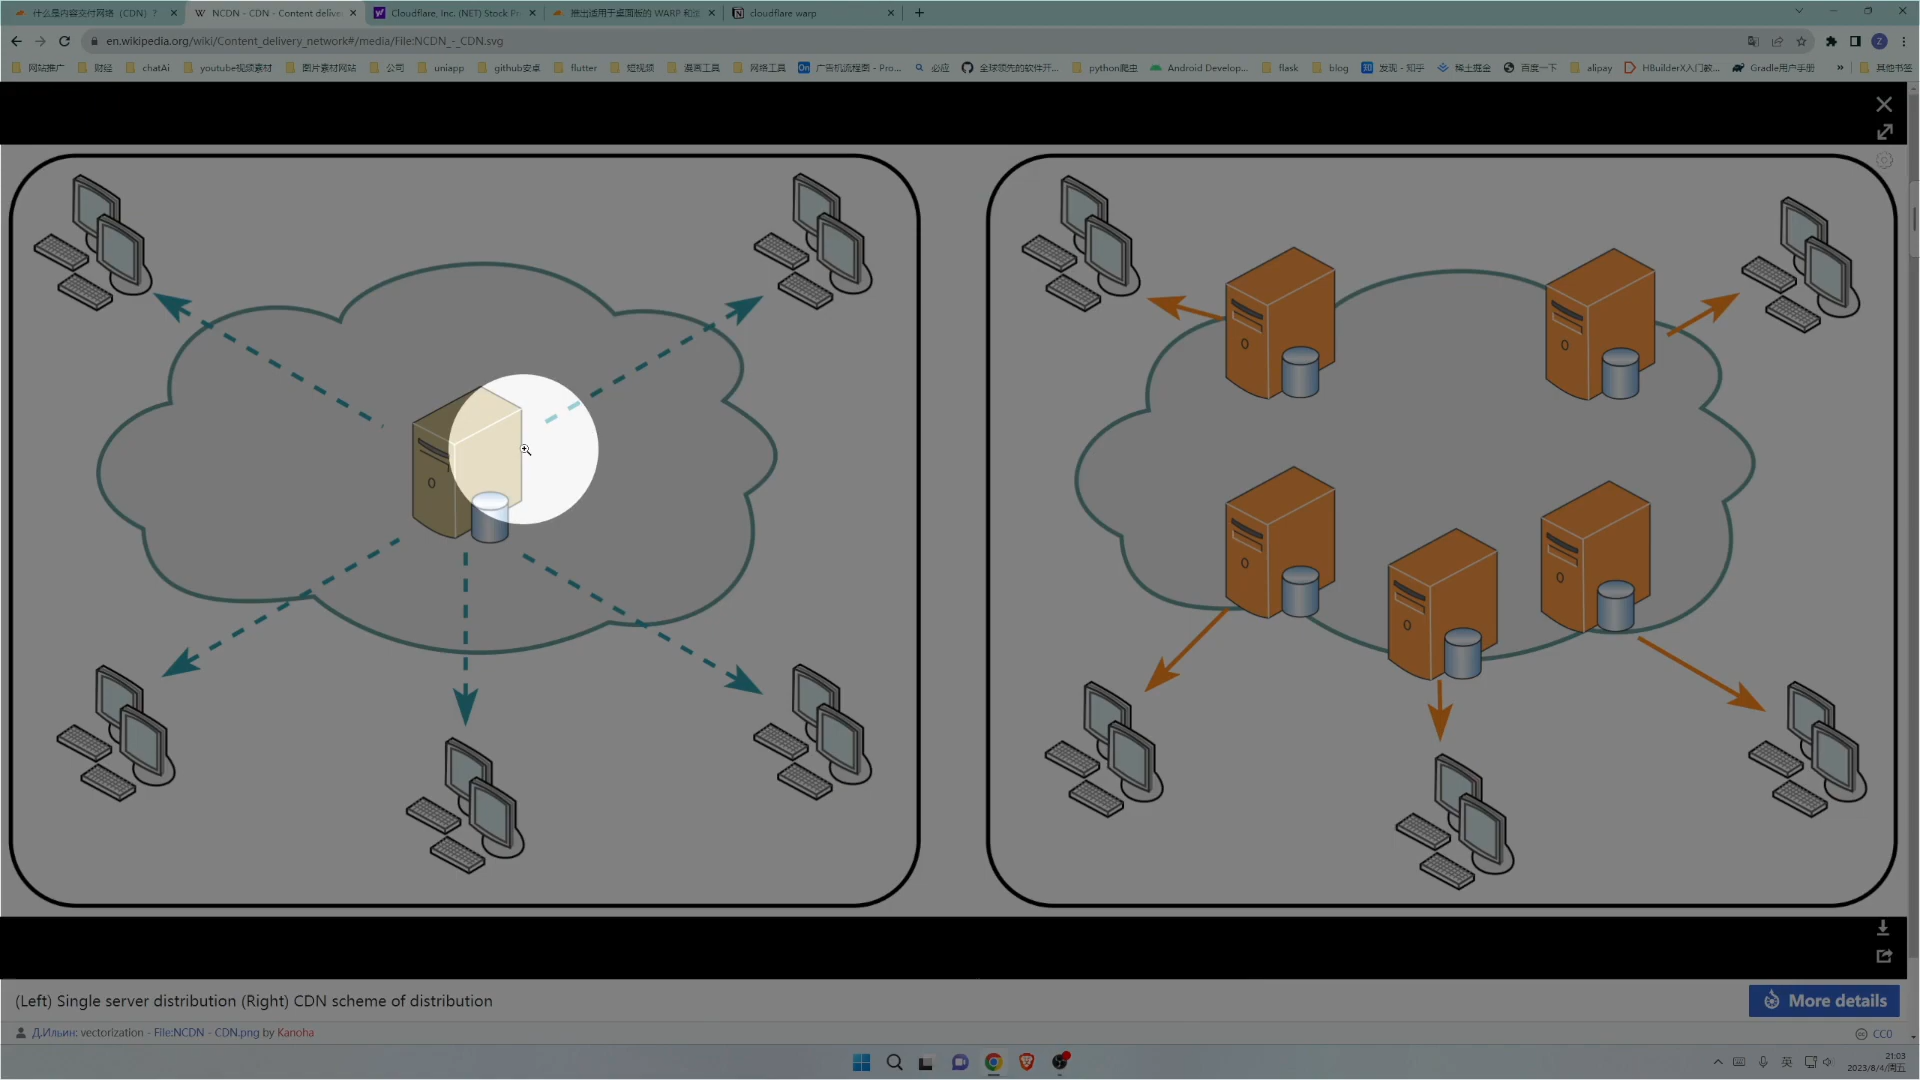 什么是内容交付网络（CDN）？
NCDN - CDN - Content delive
Cloudflare, Inc. (NET) Stock Pr
推出适用于桌面版的 WARP 和
cloudflare warp
en.wikipedia.org/wiki/Content_delivery_network#/media/File:NCDN_-_CDN.svg
Z
网站推广
财经
chatAi
youtube视频素材
图片素材网站
公司
uniapp
github安卓
flutter
短视频
漫画工具
网络工具
On
广告机流程图 - Pro...
必应
全球领先的软件开...
python爬虫
Android Develop...
flask
blog
知
发现 - 知乎
稀土掘金
百度一下
alipay
HBuilderX入门教...
Gradle用户手册
»
其他书签
(Left) Single server distribution (Right) CDN scheme of distribution
More details
Д.Ильин: vectorization - File:NCDN - CDN.png by Kanoha
CC0
英
21:03
2023/8/4/周五